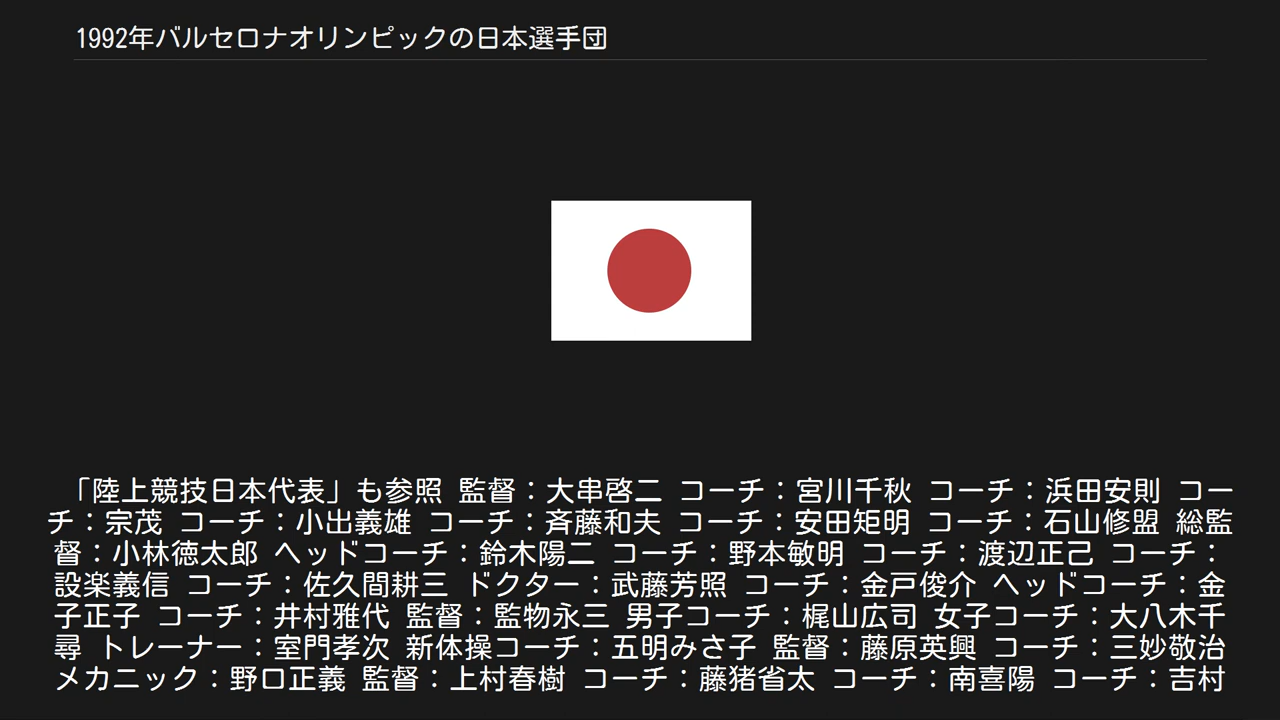 1992年バルセロナオリンピックの日本選手団
「陸上競技日本代表」も参照 監督：大串啓二 コーチ：宮川千秋 コーチ：浜田安則 コー
チ：宗茂 コーチ：小出義雄 コーチ：斉藤和夫 コーチ：安田矩明 コーチ：石山修盟 総監
督：小林徳太郎 ヘッドコーチ：鈴木陽二 コーチ：野本敏明 コーチ：渡辺正己 コーチ：
設楽義信 コーチ：佐久間耕三 ドクター：武藤芳照 コーチ：金戸俊介 ヘッドコーチ：金
子正子 コーチ：井村雅代 監督：監物永三 男子コーチ：梶山広司 女子コーチ：大八木千
尋 トレーナー：室門孝次 新体操コーチ：五明みさ子 監督：藤原英興 コーチ：三妙敬治
メカニック：野口正義 監督：上村春樹 コーチ：藤猪省太 コーチ：南喜陽 コーチ：吉村